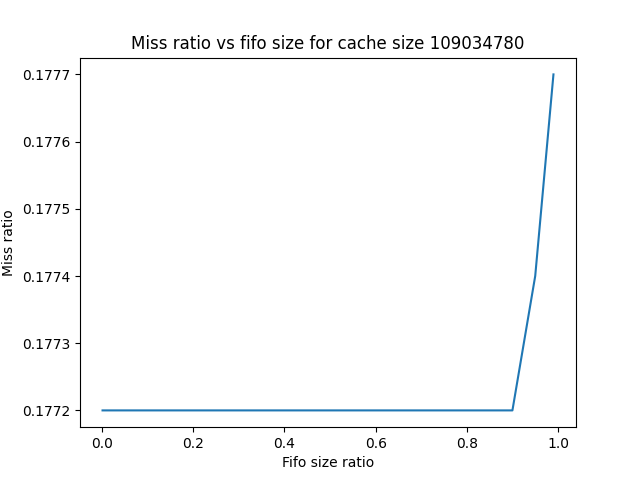 Miss ratio vs fifo size for cache size 109034780
0.1777
0.1776
0.1775
0.1774
0.1773
0.1772
Miss ratio
0.0 0.2 0.4 0.6 0.8 1.0
Fifo size ratio